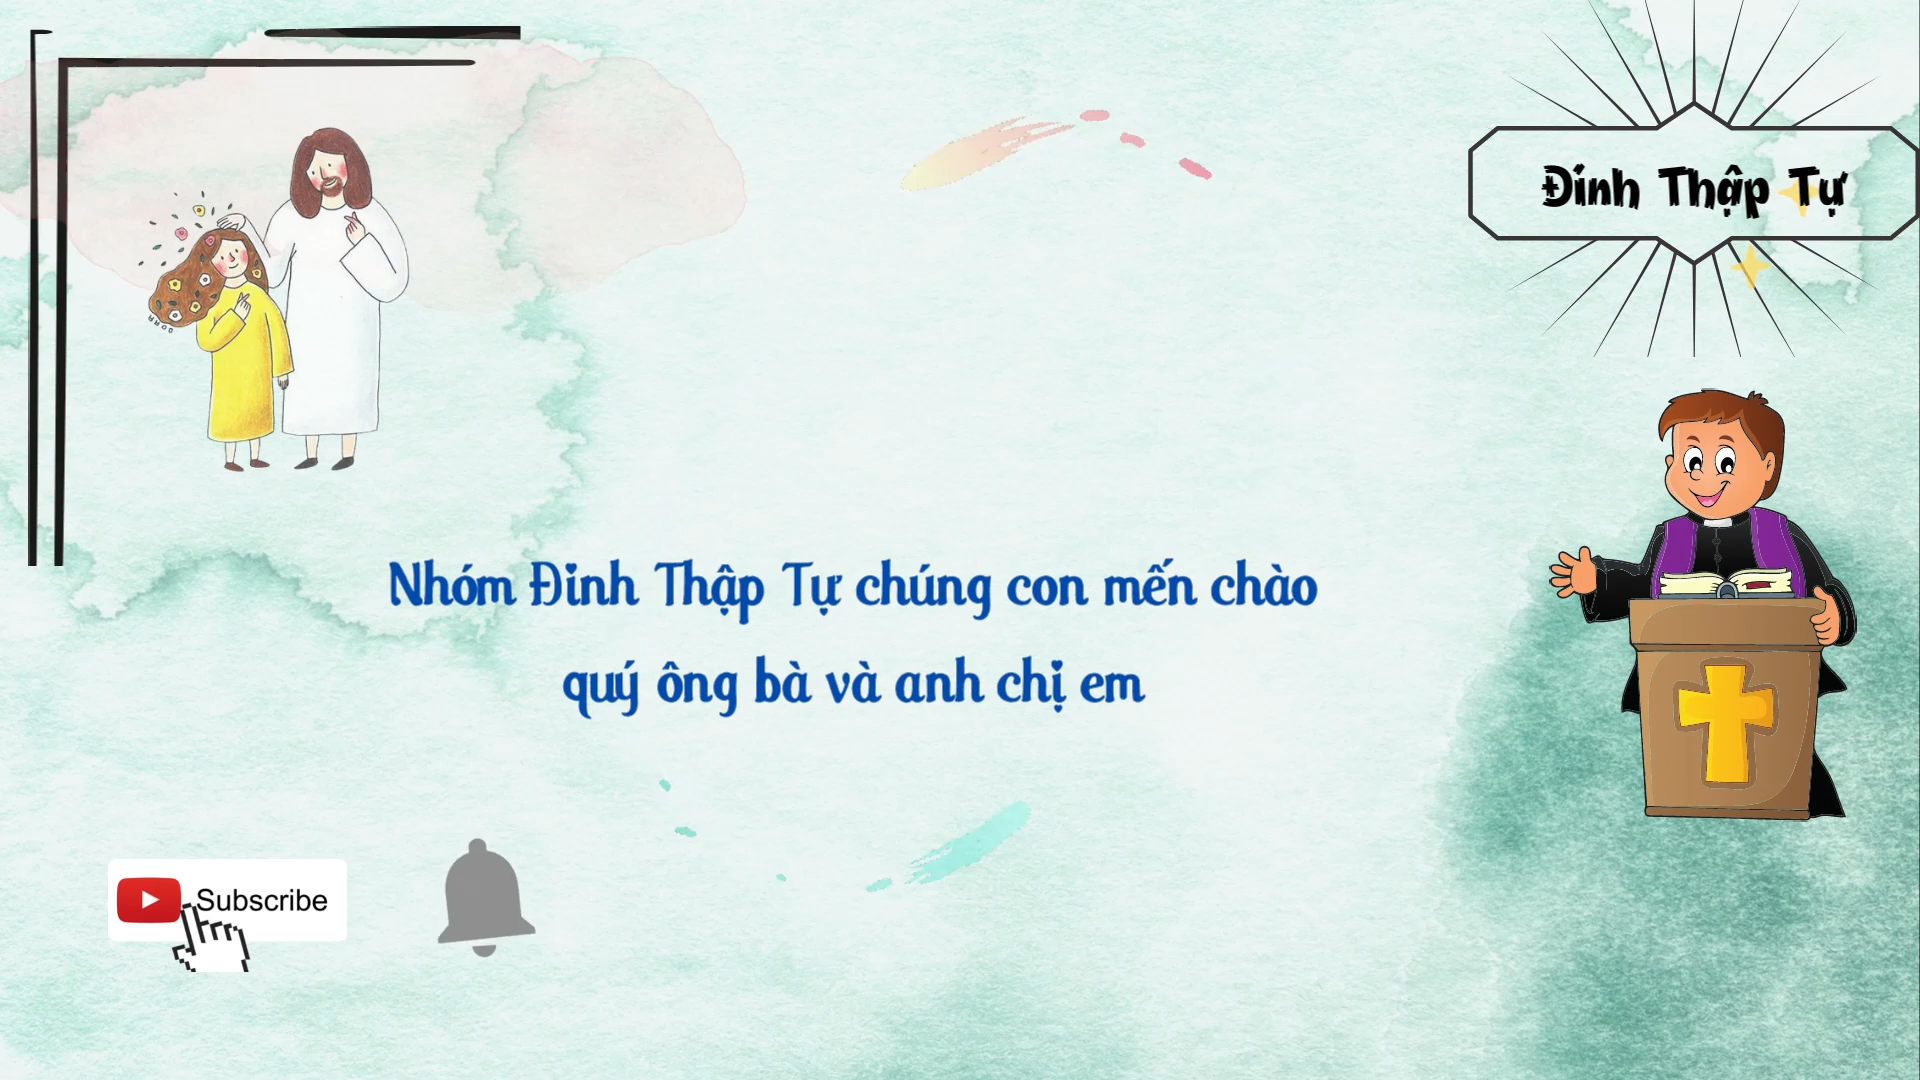 Đinh Thập Tự
Nhóm Đinh Thập Tự chúng con mến chào
quý ông bà và anh chị em
Subscribe